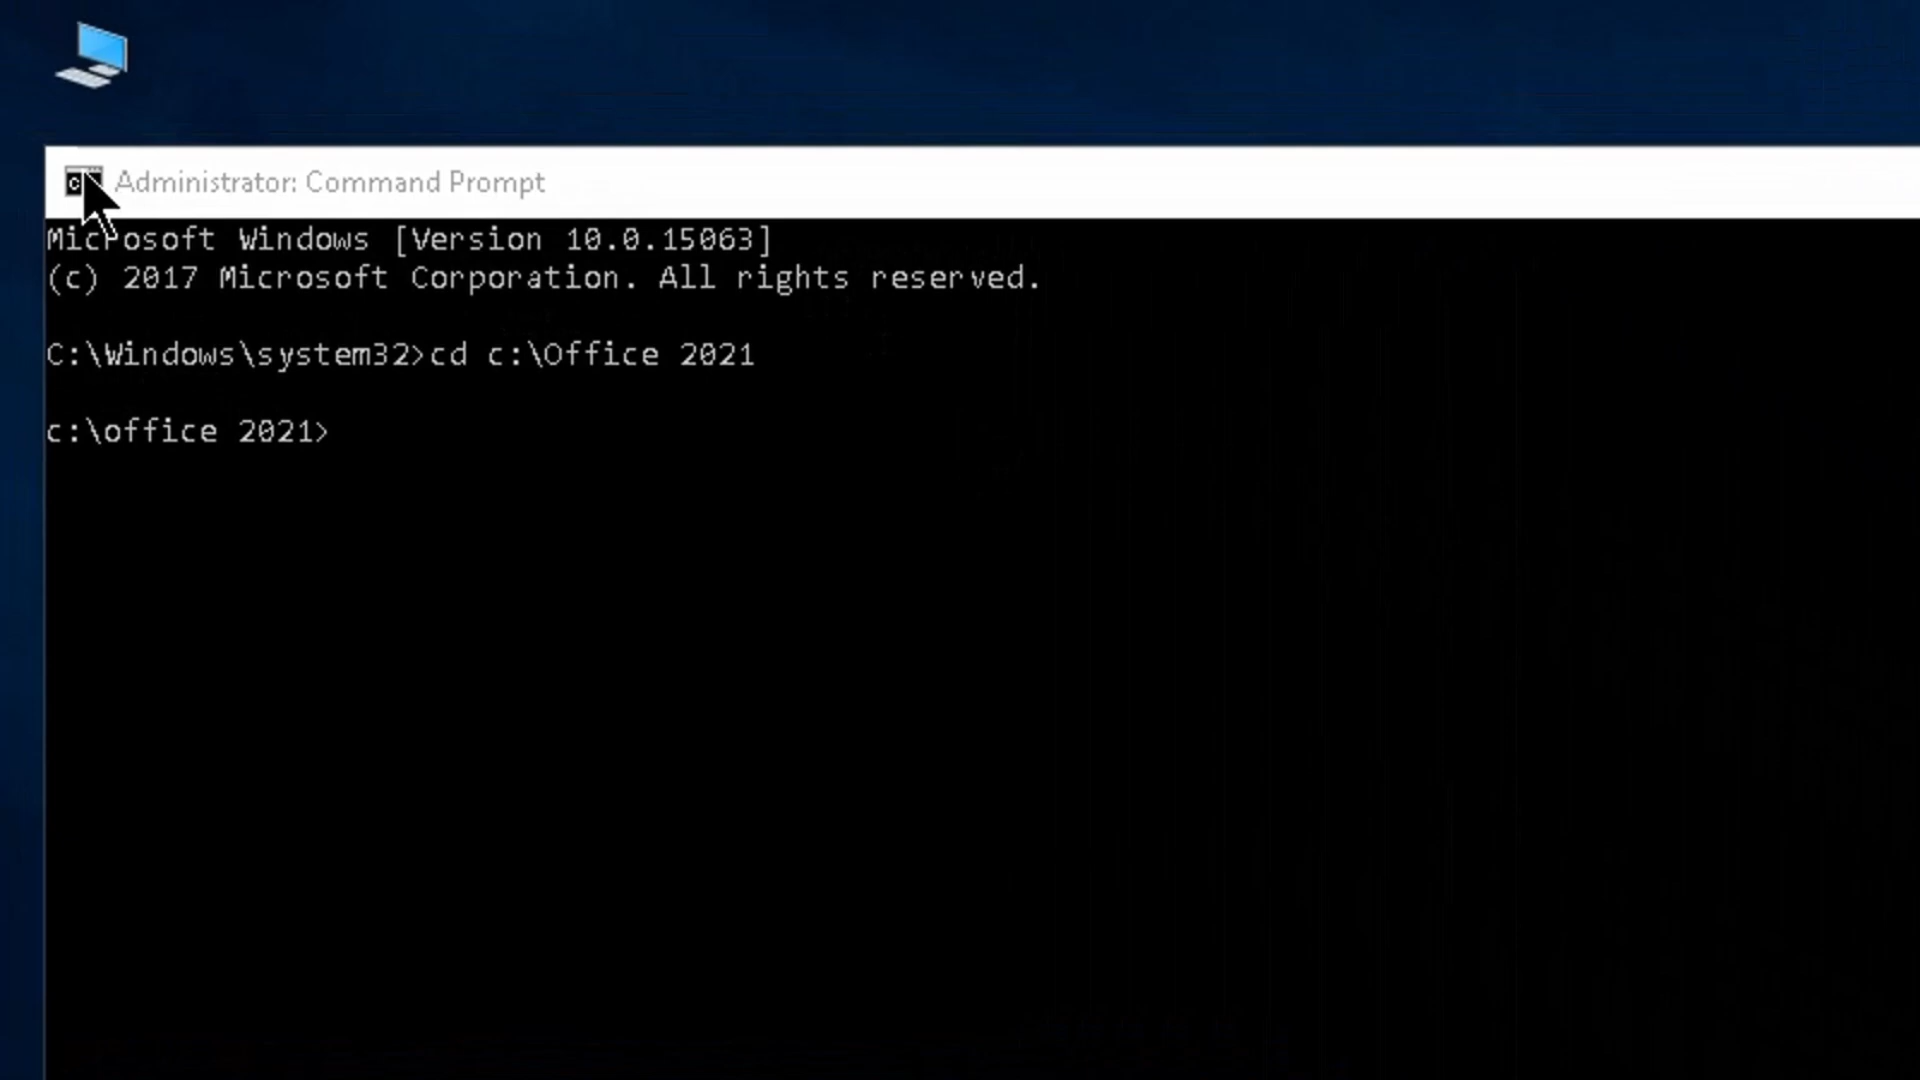 Administrator: Command Prompt
Microsoft Windows [Version 10.0.15063]
(c) 2017 Microsoft Corporation. All rights reserved.
C:\Windows\system32>cd c:\Office 2021
c:\office 2021>